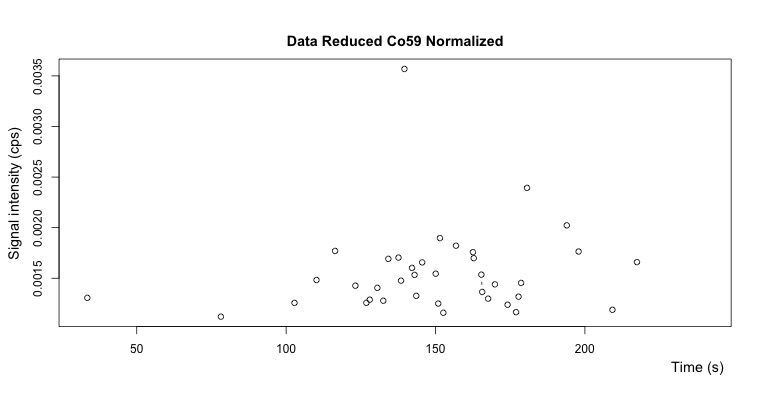 Data Reduced Co59 Normalized
Signal intensity (cps)
0.0035
0.0030
0.0025
0.0020
0.0015
50 100 150 200
Time (s)